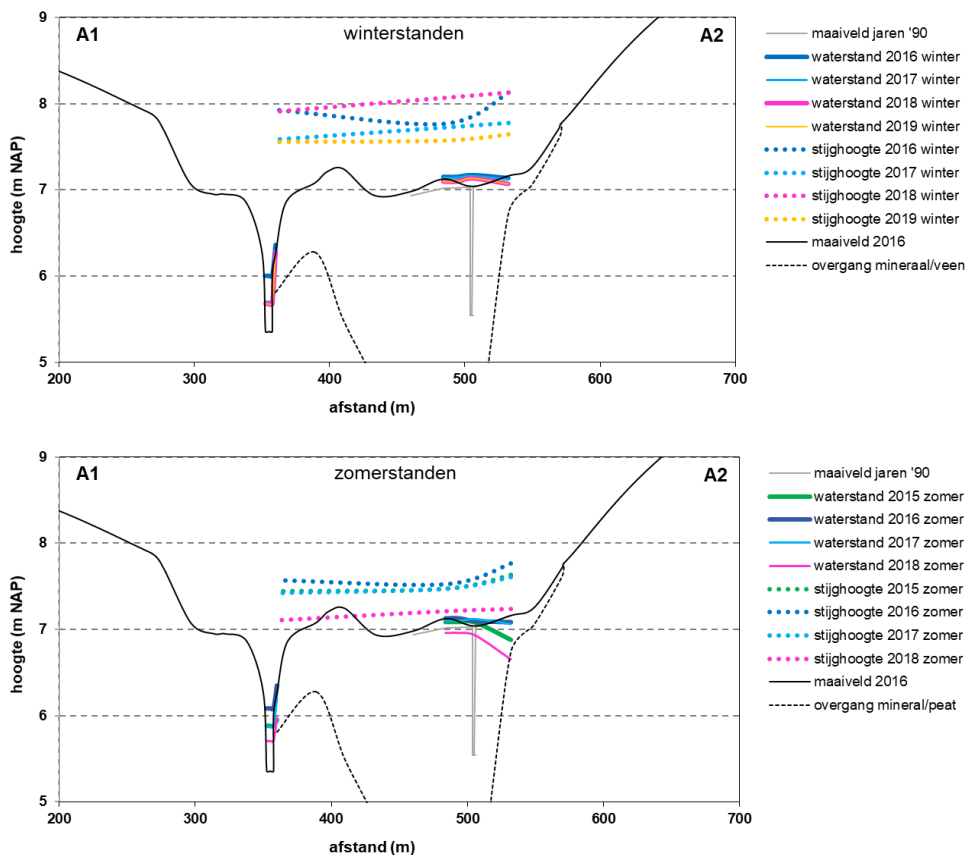 A1 winterstanden A2
9
8
7
6
5
hoogte (m NAP)
200 300 400 500 600 700
afstand (m)
maaiveld jaren '90
waterstand 2016 winter
waterstand 2017 winter
waterstand 2018 winter
waterstand 2019 winter
stijghoogte 2016 winter
stijghoogte 2017 winter
stijghoogte 2018 winter
stijghoogte 2019 winter
maaiveld 2016
overgang mineraal/veen
A1 zomerstanden A2
9
8
7
6
5
hoogte (m NAP)
200 300 400 500 600 700
afstand (m)
maaiveld jaren '90
waterstand 2015 zomer
waterstand 2016 zomer
waterstand 2017 zomer
waterstand 2018 zomer
stijghoogte 2015 zomer
stijghoogte 2016 zomer
stijghoogte 2017 zomer
stijghoogte 2018 zomer
maaiveld 2016
overgang mineral/peat